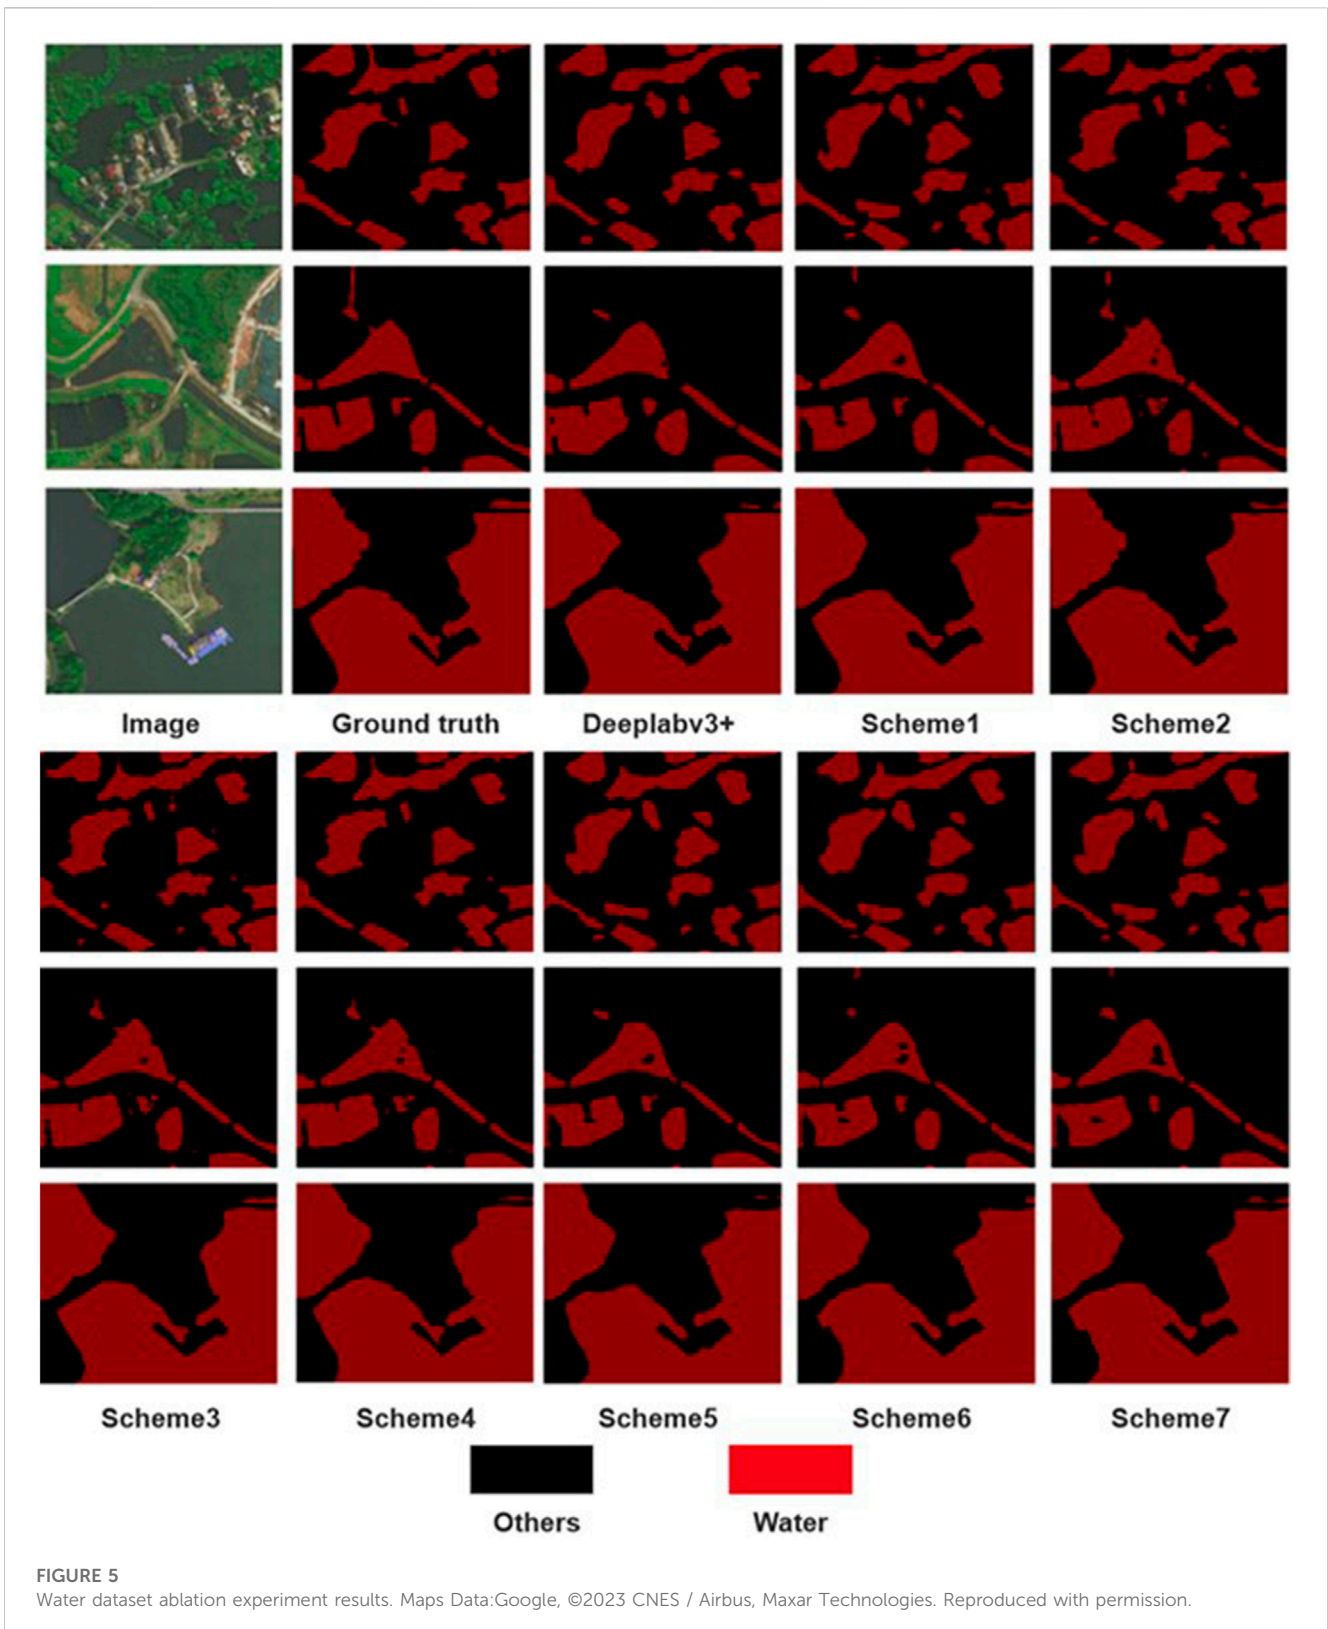 Image Ground truth Deeplabv3+ Scheme1 Scheme2
Scheme3 Scheme4 Scheme5 Scheme6 Scheme7
Others Water
FIGURE 5
Water dataset ablation experiment results. Maps Data:Google, ©2023 CNES / Airbus, Maxar Technologies. Reproduced with permission.